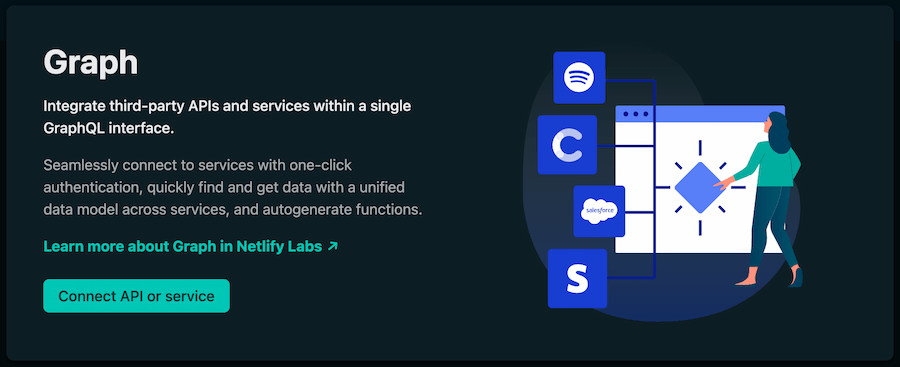 Graph
Integrate third-party APIs and services within a single
GraphQL interface.
Seamlessly connect to services with one-click
authentication, quickly find and get data with a unified
data model across services, and autogenerate functions.
Learn more about Graph in Netlify Labs ↗
Connect API or service
C
salesforce
S